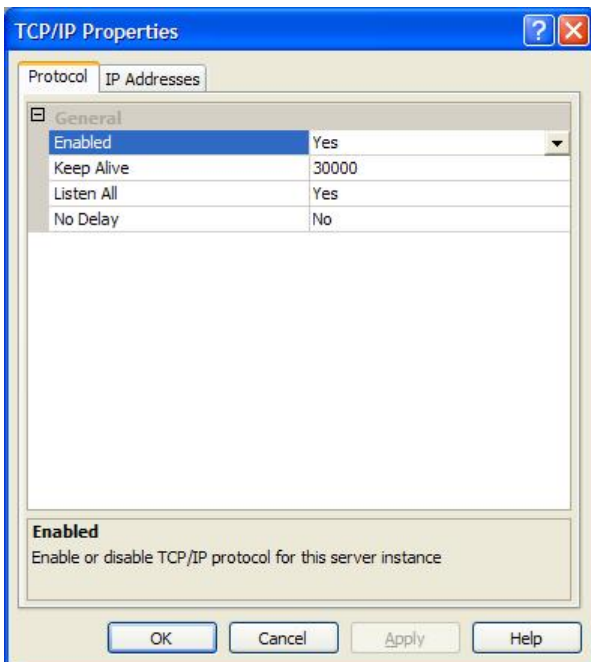 TCP/IP Properties
Protocol IP Addresses
General
Enabled Yes
Keep Alive 30000
Listen All Yes
No Delay No
Enabled
Enable or disable TCP/IP protocol for this server instance
OK Cancel Apply Help